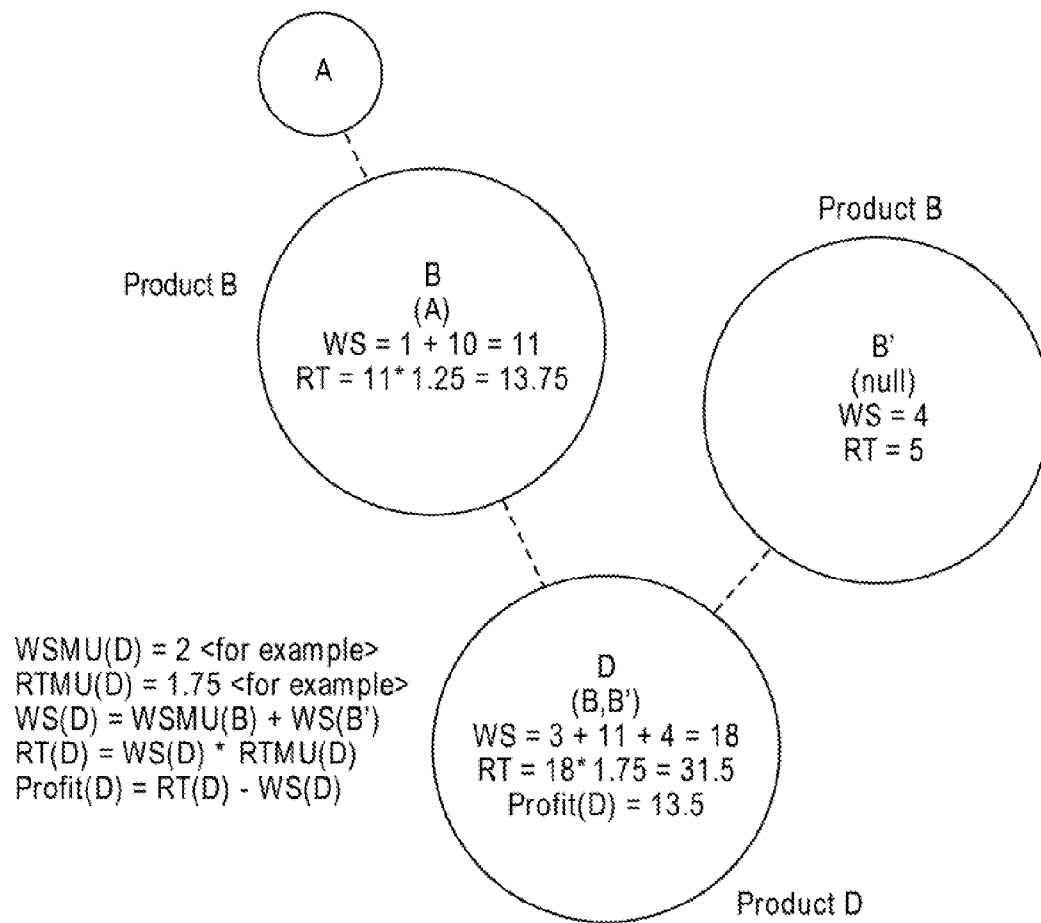 A
Product B
B
(A)
WS = 1 + 10 = 11
RT = 11* 1.25 = 13.75
Product B
B'
(null)
WS = 4
RT = 5
WSMU(D) = 2 <for example>
RTMU(D) = 1.75 <for example>
WS(D) = WSMU(B) + WS(B')
RT(D) = WS(D) * RTMU(D)
Profit(D) = RT(D) - WS(D)
D
(B,B')
WS = 3 + 11 + 4 = 18
RT = 18* 1.75 = 31.5
Profit(D) = 13.5
Product D